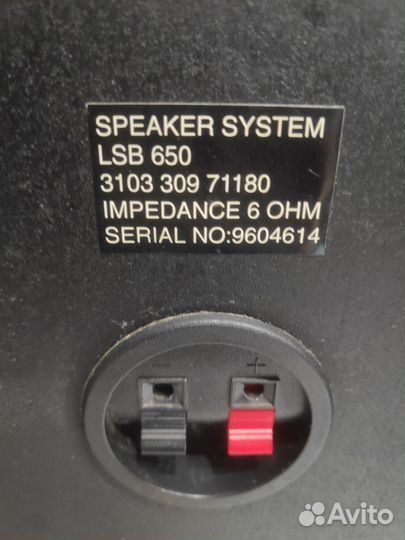 SPEAKER SYSTEM
LSB 650
3103 309 71180
IMPEDANCE 6 OHM
SERIAL NO:9604614
- +
Avito